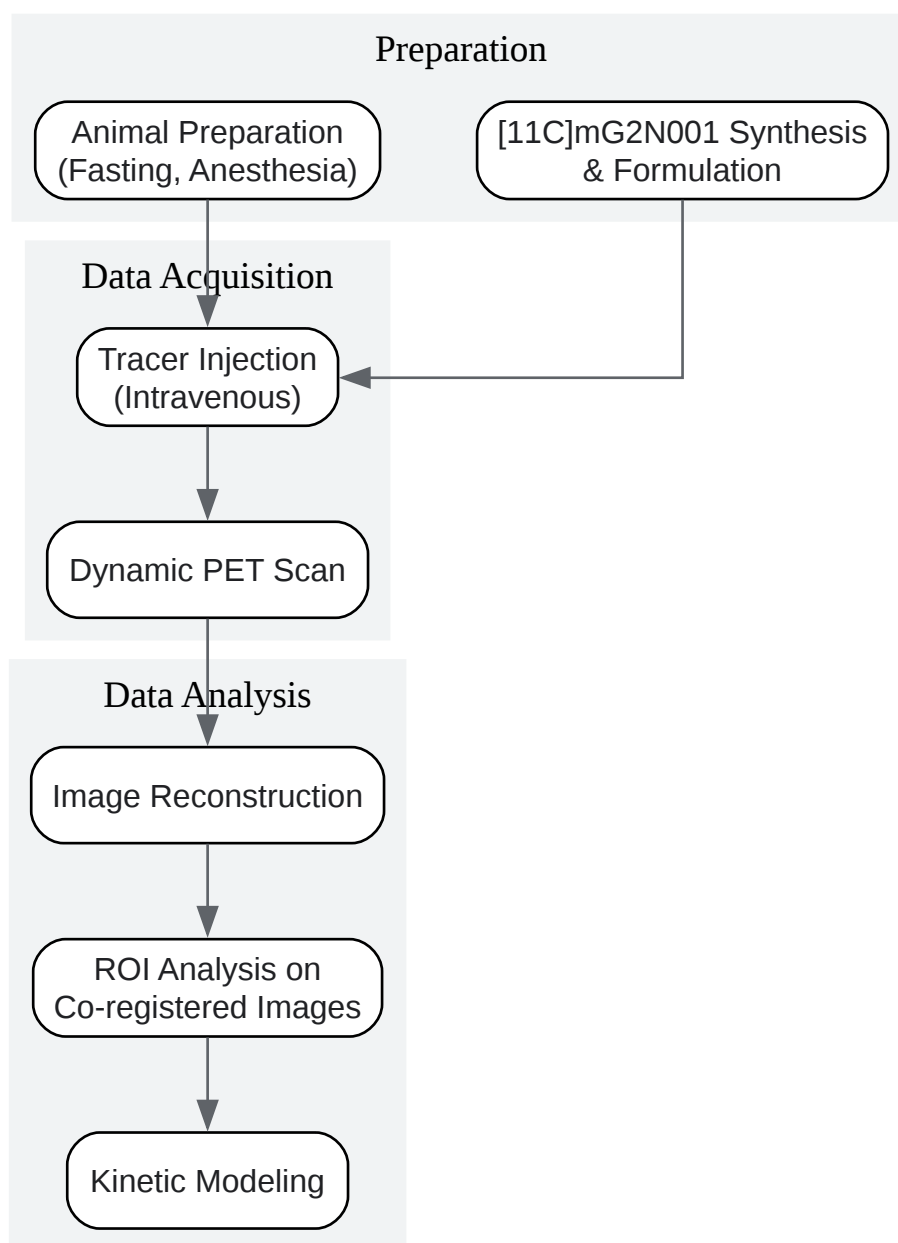 Preparation
Animal Preparation
(Fasting, Anesthesia)
[11C]mG2N001 Synthesis
& Formulation
Data Acquisition
Tracer Injection
(Intravenous)
Dynamic PET Scan
Data Analysis
Image Reconstruction
ROI Analysis on
Co-registered Images
Kinetic Modeling